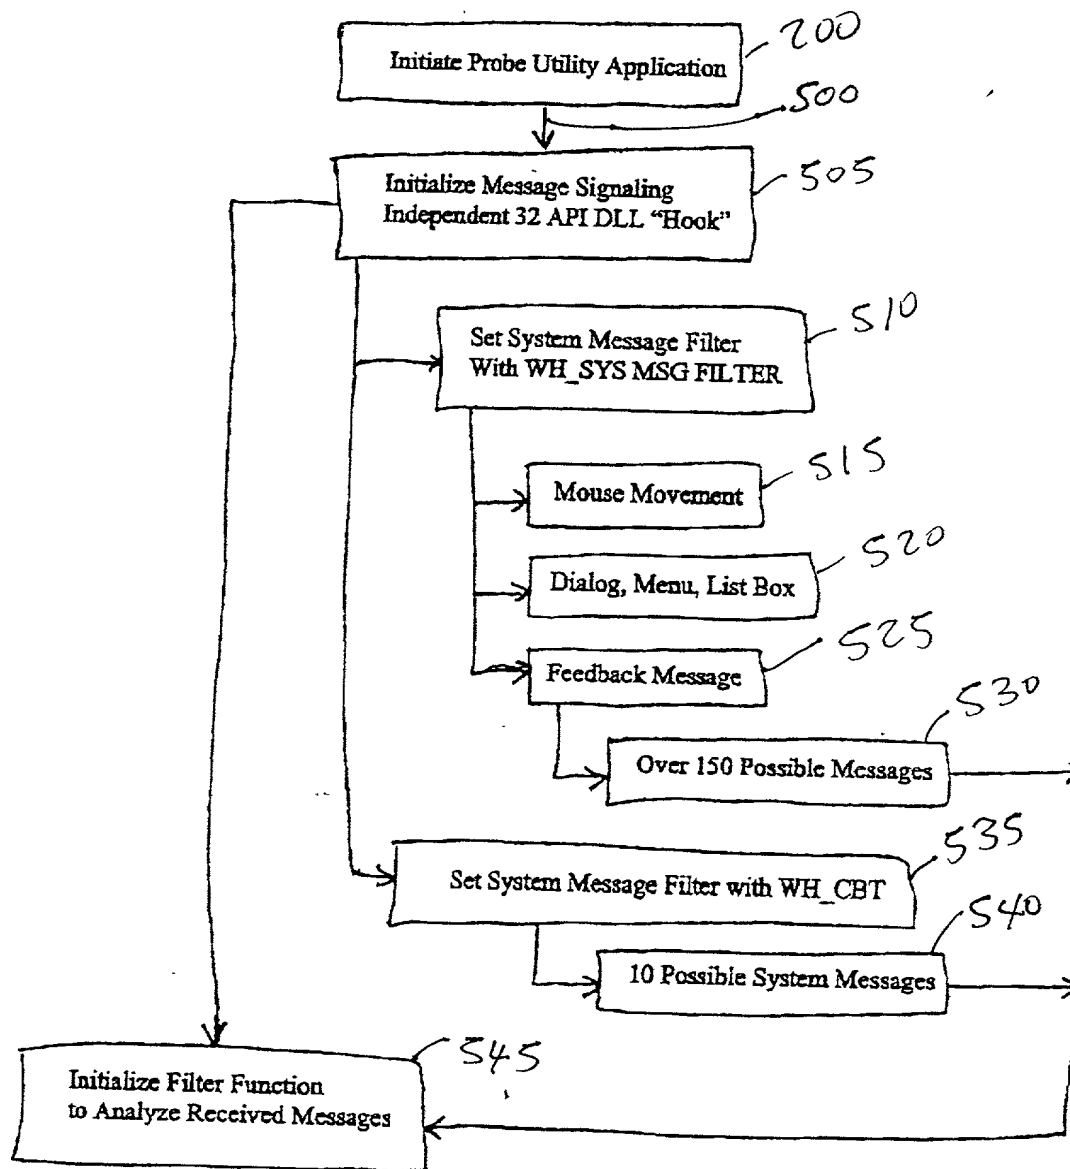 200
Initiate Probe Utility Application
500
505
Initialize Message Signaling
Independent 32 API DLL “Hook”
510
Set System Message Filter
With WH_SYS MSG FILTER
515
Mouse Movement
520
Dialog, Menu, List Box
525
Feedback Message
530
Over 150 Possible Messages
535
Set System Message Filter with WH_CBT
540
10 Possible System Messages
545
Initialize Filter Function
to Analyze Received Messages